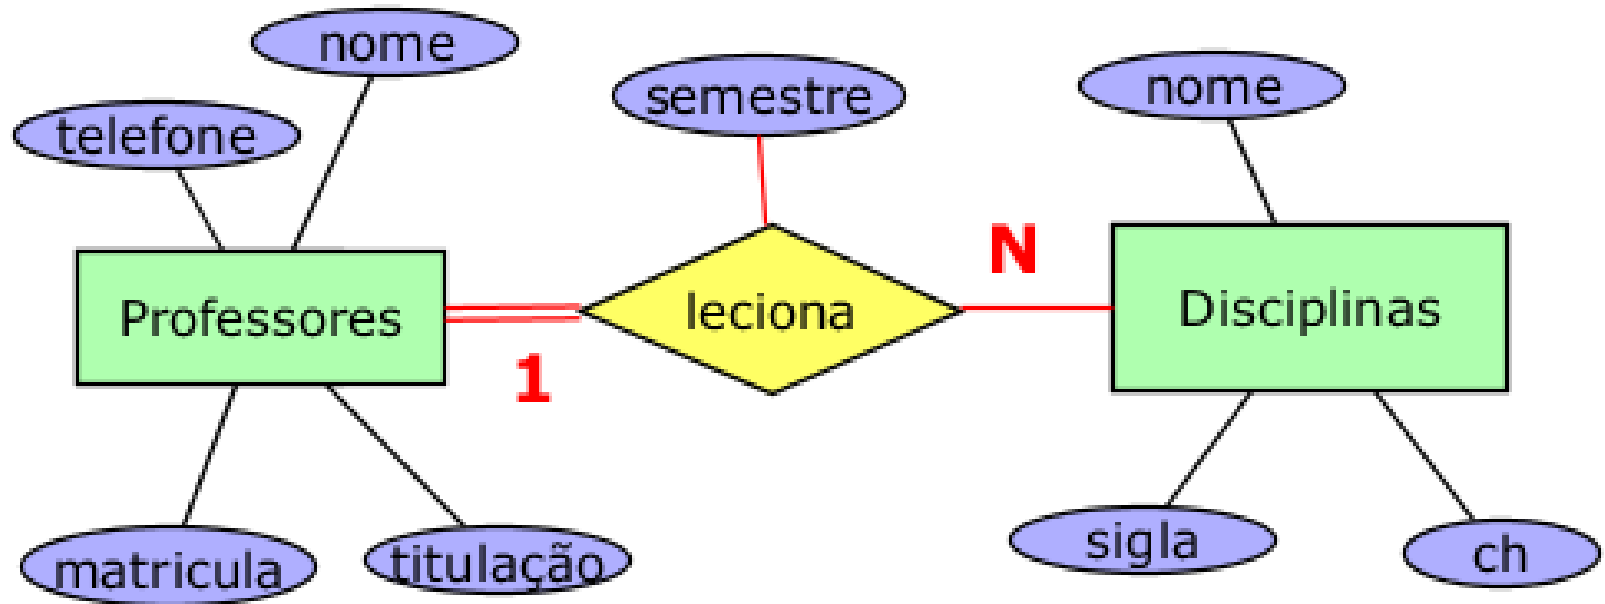 nome
telefone
semestre
nome
Professores
leciona
N
Disciplinas
1
matricula
titulação
sigla
ch